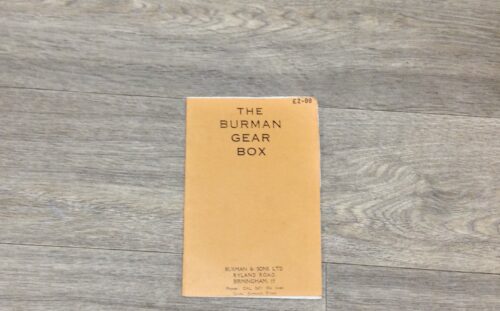 £2-00
THE
BURMAN
GEAR
BOX
BURMAN & SONS LTD
RYLAND ROAD
BIRMINGHAM, 15